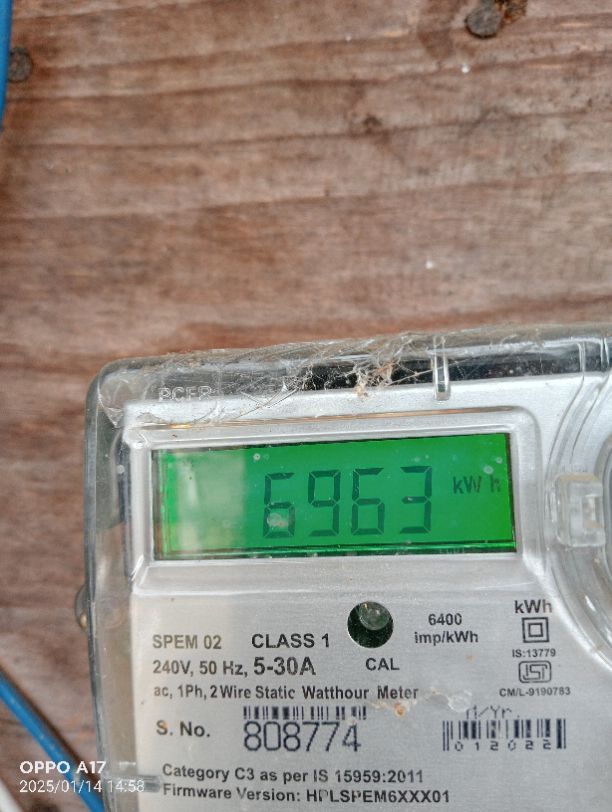 6963 kWh
SPEM 02 CLASS 1
6400 imp/kWh
kWh
IS:13779
240V, 50 Hz, 5-30A
CAL
ISI
CM/L-9190783
ac, 1Ph, 2 Wire Static Watthour Meter
S. No. 808774
M/Yr
012022
Category C3 as per IS 15959:2011
Firmware Version: HPLSPEM6XXX01
OPPO A17
2025/01/14 14:58